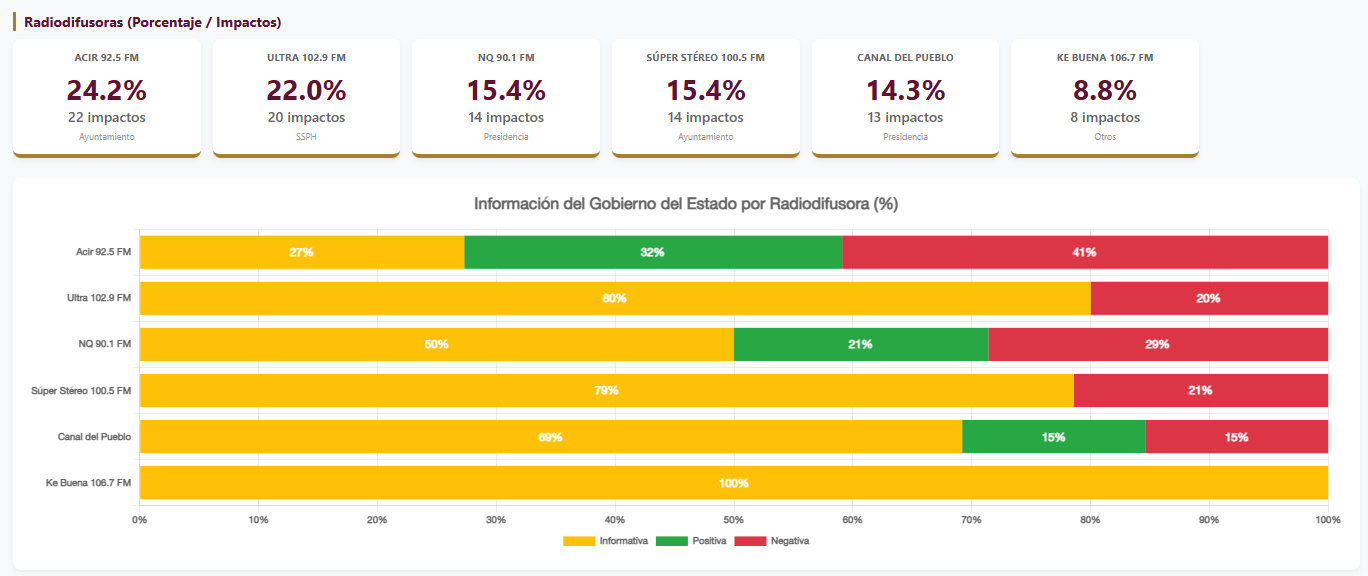 Radiodifusoras (Porcentaje / Impactos)
ACIR 92.5 FM
24.2%
22 impactos
Ayuntamiento
ULTRA 102.9 FM
22.0%
20 impactos
SSPH
NQ 90.1 FM
15.4%
14 impactos
Presidencia
SÚPER STÉREO 100.5 FM
15.4%
14 impactos
Ayuntamiento
CANAL DEL PUEBLO
14.3%
13 impactos
Presidencia
KE BUENA 106.7 FM
8.8%
8 impactos
Otros
Información del Gobierno del Estado por Radiodifusora (%)
Acir 92.5 FM 27% 32% 41%
Ultra 102.9 FM 80% 20%
NQ 90.1 FM 50% 21% 29%
Súper Stéreo 100.5 FM 79% 21%
Canal del Pueblo 69% 15% 15%
Ke Buena 106.7 FM 100%
0% 10% 20% 30% 40% 50% 60% 70% 80% 90% 100%
Informativa Positiva Negativa